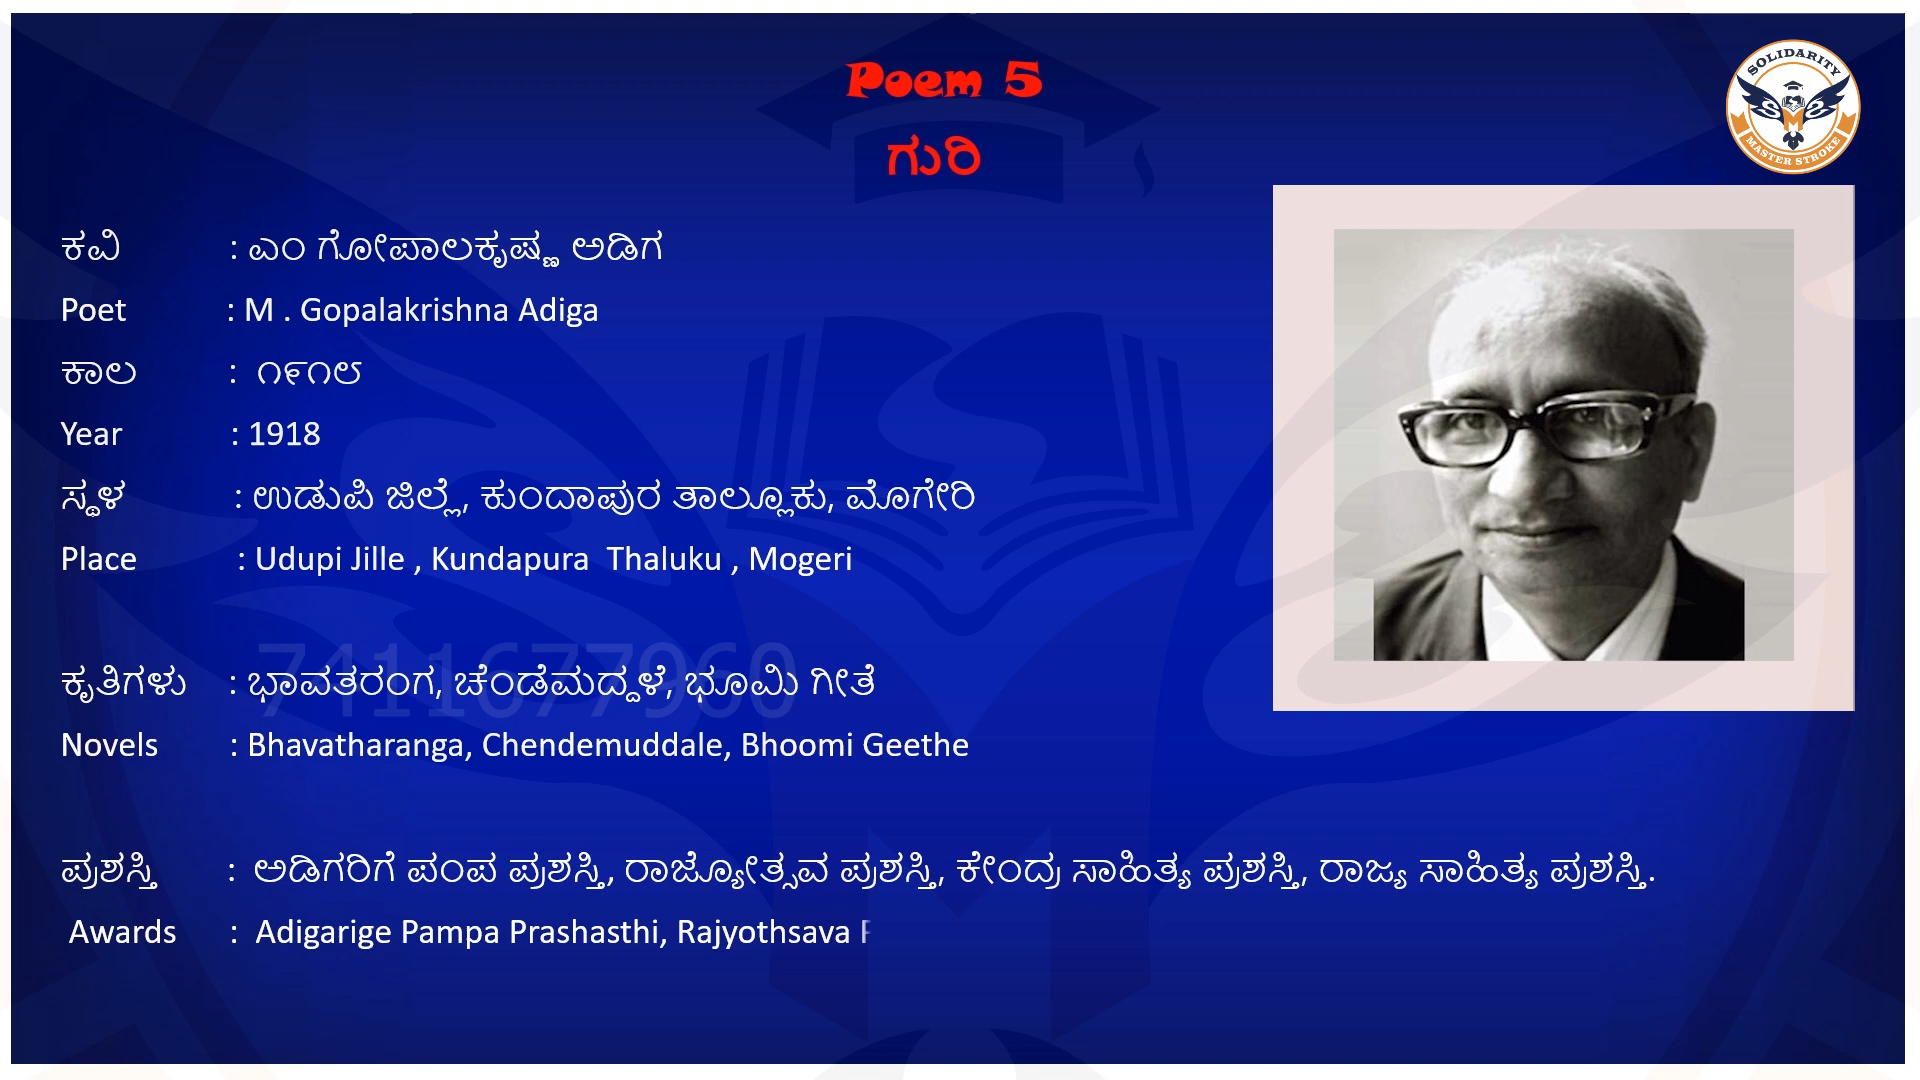 Poem 5
ಗುರಿ
SOLIDARITY
MASTER STROKE
ಕವಿ : ಎಂ ಗೋಪಾಲಕೃಷ್ಣ ಅಡಿಗ
Poet : M . Gopalakrishna Adiga
ಕಾಲ : ೧೯೧೮
Year : 1918
ಸ್ಥಳ : ಉಡುಪಿ ಜಿಲ್ಲೆ, ಕುಂದಾಪುರ ತಾಲ್ಲೂಕು, ಮೊಗೇರಿ
Place : Udupi Jille , Kundapura Thaluku , Mogeri
7411677960
ಕೃತಿಗಳು : ಭಾವತರಂಗ, ಚೆಂಡೆಮದ್ದಳೆ, ಭೂಮಿ ಗೀತೆ
Novels : Bhavatharanga, Chendemuddale, Bhoomi Geethe
ಪ್ರಶಸ್ತಿ : ಅಡಿಗರಿಗೆ ಪಂಪ ಪ್ರಶಸ್ತಿ, ರಾಜ್ಯೋತ್ಸವ ಪ್ರಶಸ್ತಿ, ಕೇಂದ್ರ ಸಾಹಿತ್ಯ ಪ್ರಶಸ್ತಿ, ರಾಜ್ಯ ಸಾಹಿತ್ಯ ಪ್ರಶಸ್ತಿ.
Awards : Adigarige Pampa Prashasthi, Rajyothsava